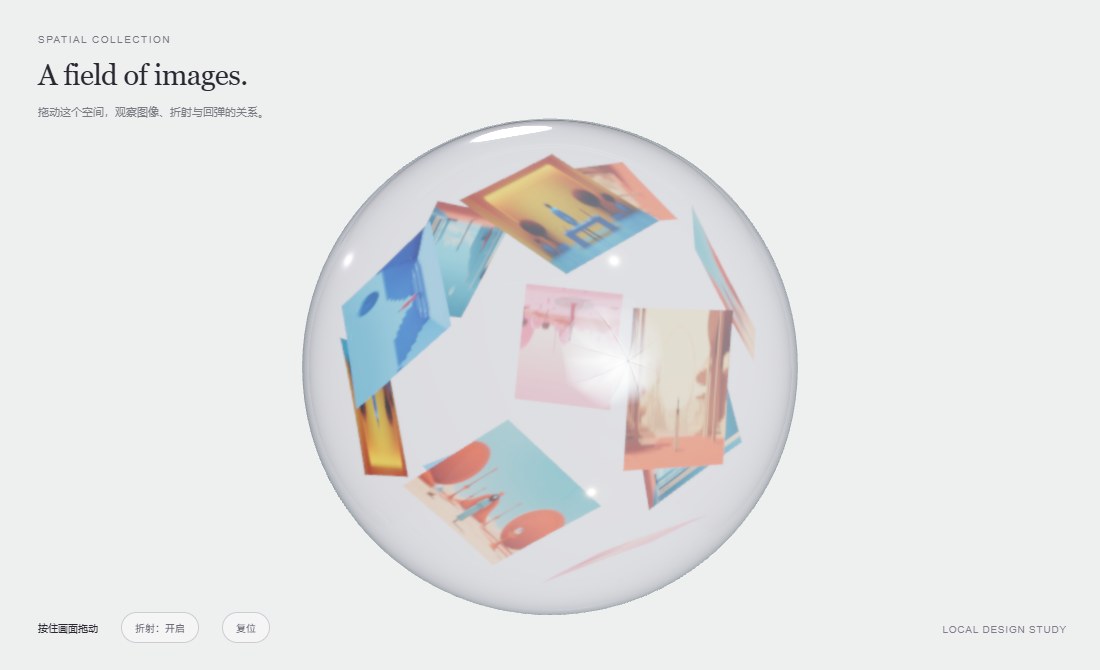 SPATIAL COLLECTION
A field of images.
拖动这个空间，观察图像、折射与回弹的关系。
按住画面拖动
折射：开启
复位
LOCAL DESIGN STUDY